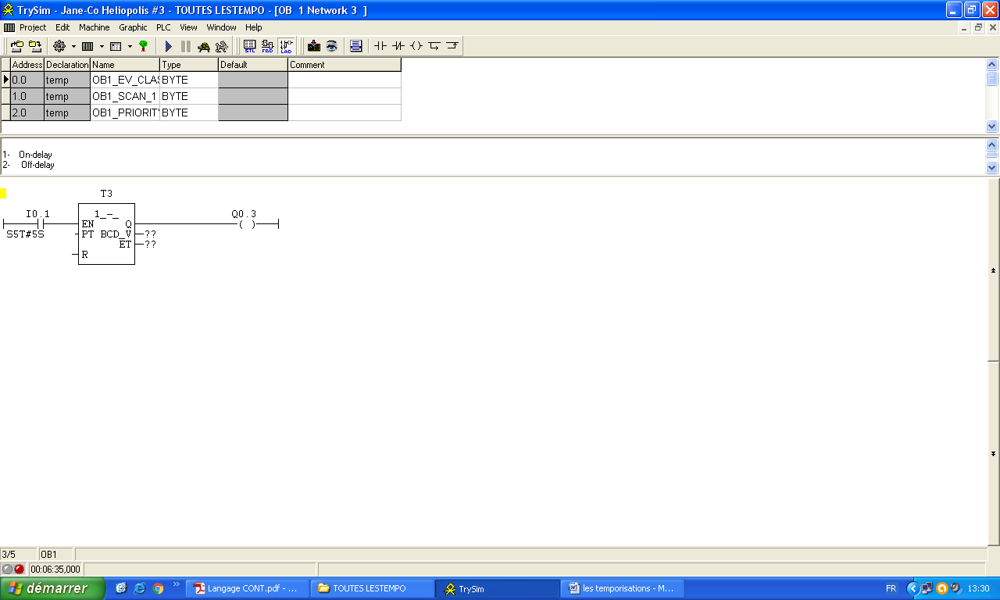 TrySim - Jane-Co Heliopolis #3 - TOUTES LESTEMPO - [OB 1 Network 3 ]
Project Edit Machine Graphic PLC View Window Help
STL FBD LAD
Address Declaration Name Type Default Comment
0.0 temp OB1_EV_CLAS BYTE
1.0 temp OB1_SCAN_1 BYTE
2.0 temp OB1_PRIORITY BYTE
1- On-delay
2- Off-delay
T3
I0.1 1_-_ Q0.3
EN Q ( )
S5T#5S PT BCD_V ??
ET ??
R
3/5 OB1
00:06:35,000
démarrer » Langage CONT.pdf - ... TOUTES LESTEMPO TrySim les temporisations - M... FR 13:30